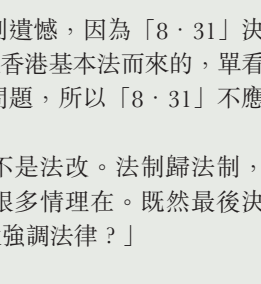 遺憾,因為「8‧31」決
香港基本法而來的,單看
問題,所以「8‧31」不應
不是法改。法制歸法制,
很多情理在。既然最後決
強調法律?」